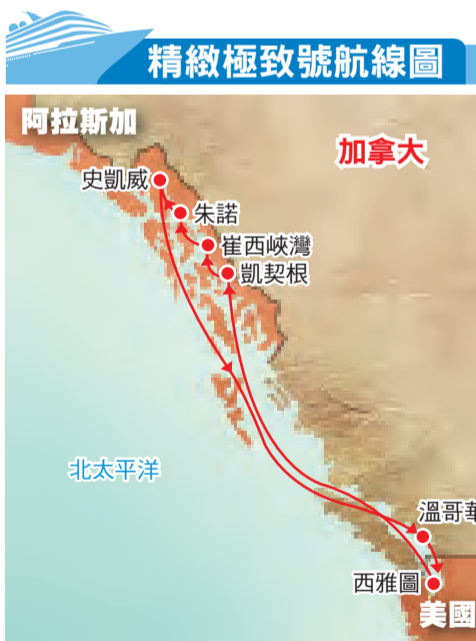 精緻極致號航線圖
阿拉斯加
加拿大
史凱威
朱諾
崔西峽灣
凱契根
北太平洋
溫哥華
西雅圖
美國